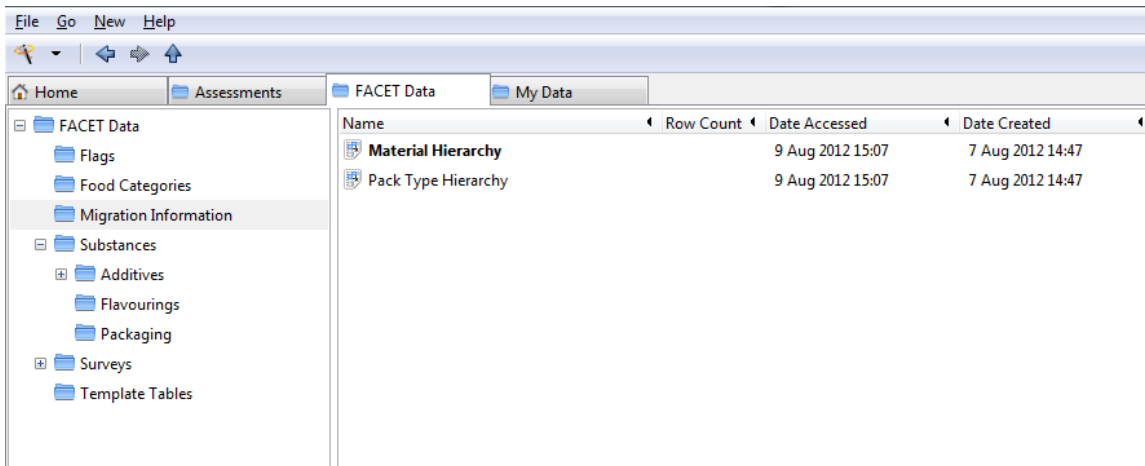 File Go New Help
Home Assessments FACET Data My Data
FACET Data
Flags
Food Categories
Migration Information
Substances
Additives
Flavourings
Packaging
Surveys
Template Tables
Name Row Count Date Accessed Date Created
Material Hierarchy 9 Aug 2012 15:07 7 Aug 2012 14:47
Pack Type Hierarchy 9 Aug 2012 15:07 7 Aug 2012 14:47